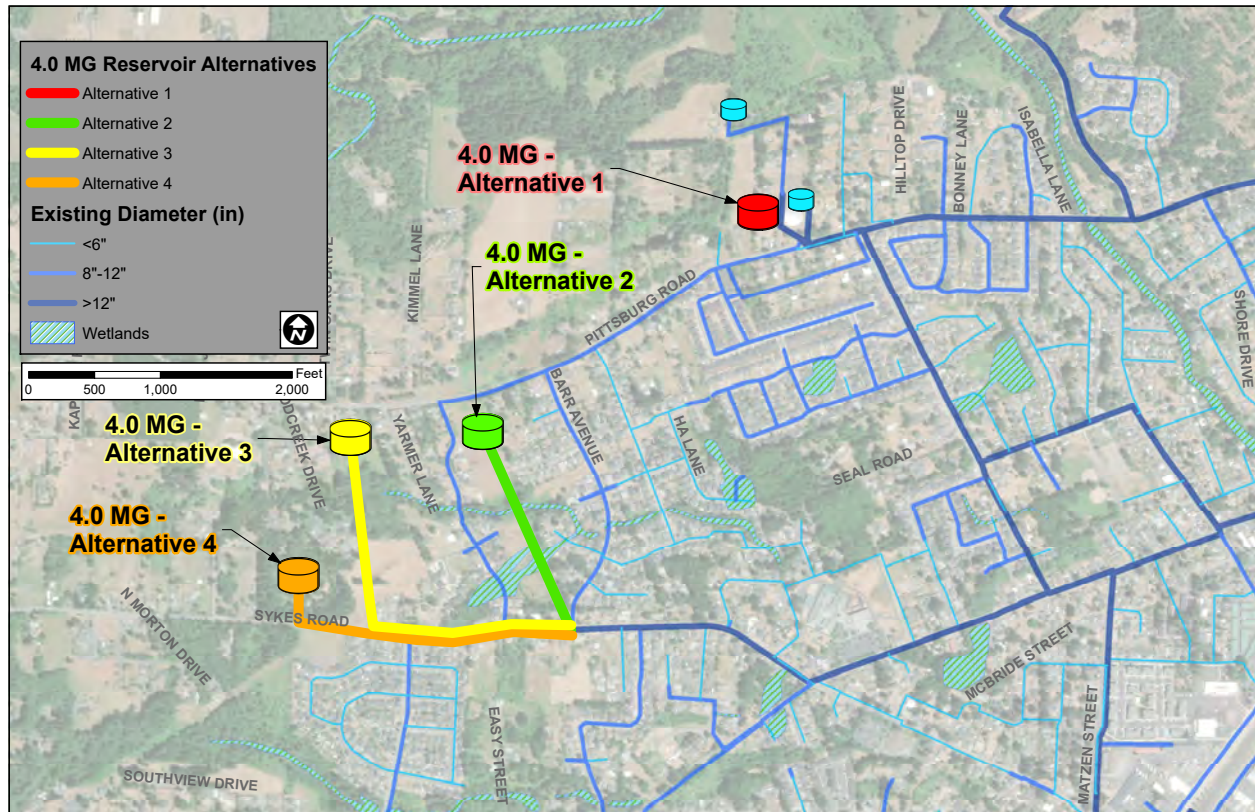 4.0 MG Reservoir Alternatives
Alternative 1
Alternative 2
Alternative 3
Alternative 4
Existing Diameter (in)
<6"
8"-12"
>12"
Wetlands
N
Feet
0 500 1,000 2,000
4.0 MG -
Alternative 1
4.0 MG -
Alternative 2
4.0 MG -
Alternative 3
4.0 MG -
Alternative 4
HILLTOP DRIVE
BONNEY LANE
ISABELLA LANE
SHORE DRIVE
KIMMEL LANE
PITTSBURG ROAD
BARR AVENUE
YARMER LANE
HA LANE
SEAL ROAD
SYKES ROAD
N MORTON DRIVE
EASY STREET
SOUTHVIEW DRIVE
MCBRIDE STREET
MATZEN STREET
DRIVE
ODCREEK DRIVE
KAP